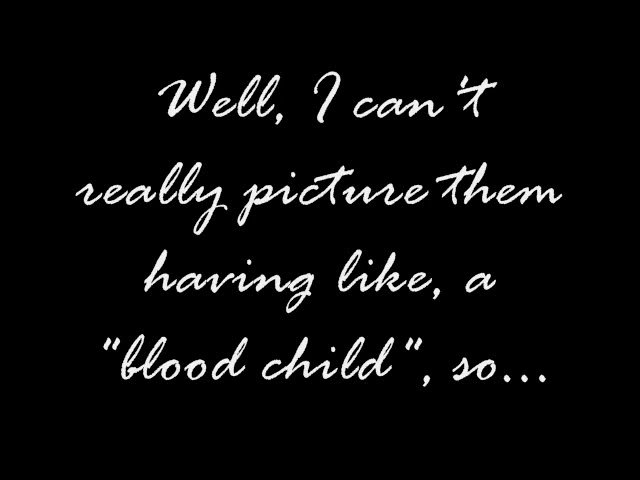 Well, I can't
really picture them
having like, a
"blood child", so...